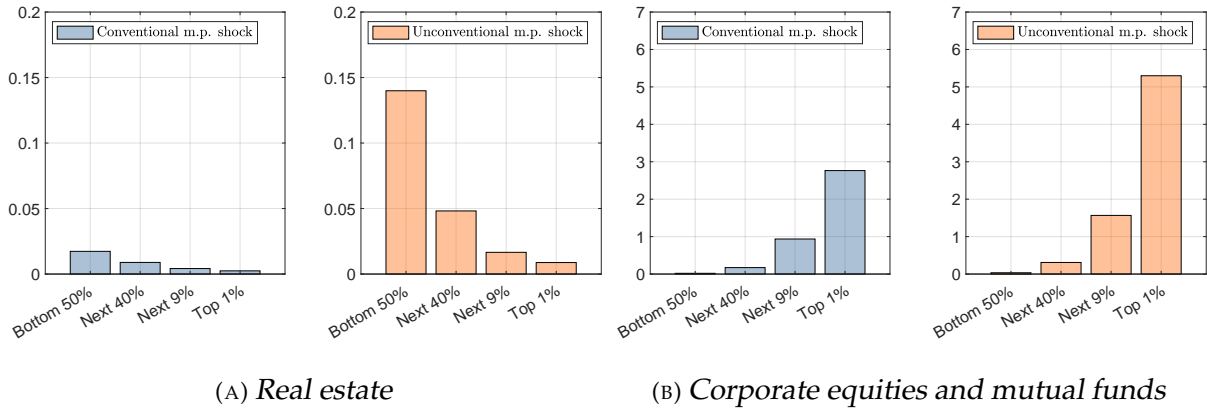 Conventional m.p. shock
0.2
0.15
0.1
0.05
0
Bottom 50%
Next 40%
Next 9%
Top 1%
Unconventional m.p. shock
0.2
0.15
0.1
0.05
0
Bottom 50%
Next 40%
Next 9%
Top 1%
(A) Real estate
Conventional m.p. shock
7
6
5
4
3
2
1
0
Bottom 50%
Next 40%
Next 9%
Top 1%
Unconventional m.p. shock
7
6
5
4
3
2
1
0
Bottom 50%
Next 40%
Next 9%
Top 1%
(B) Corporate equities and mutual funds